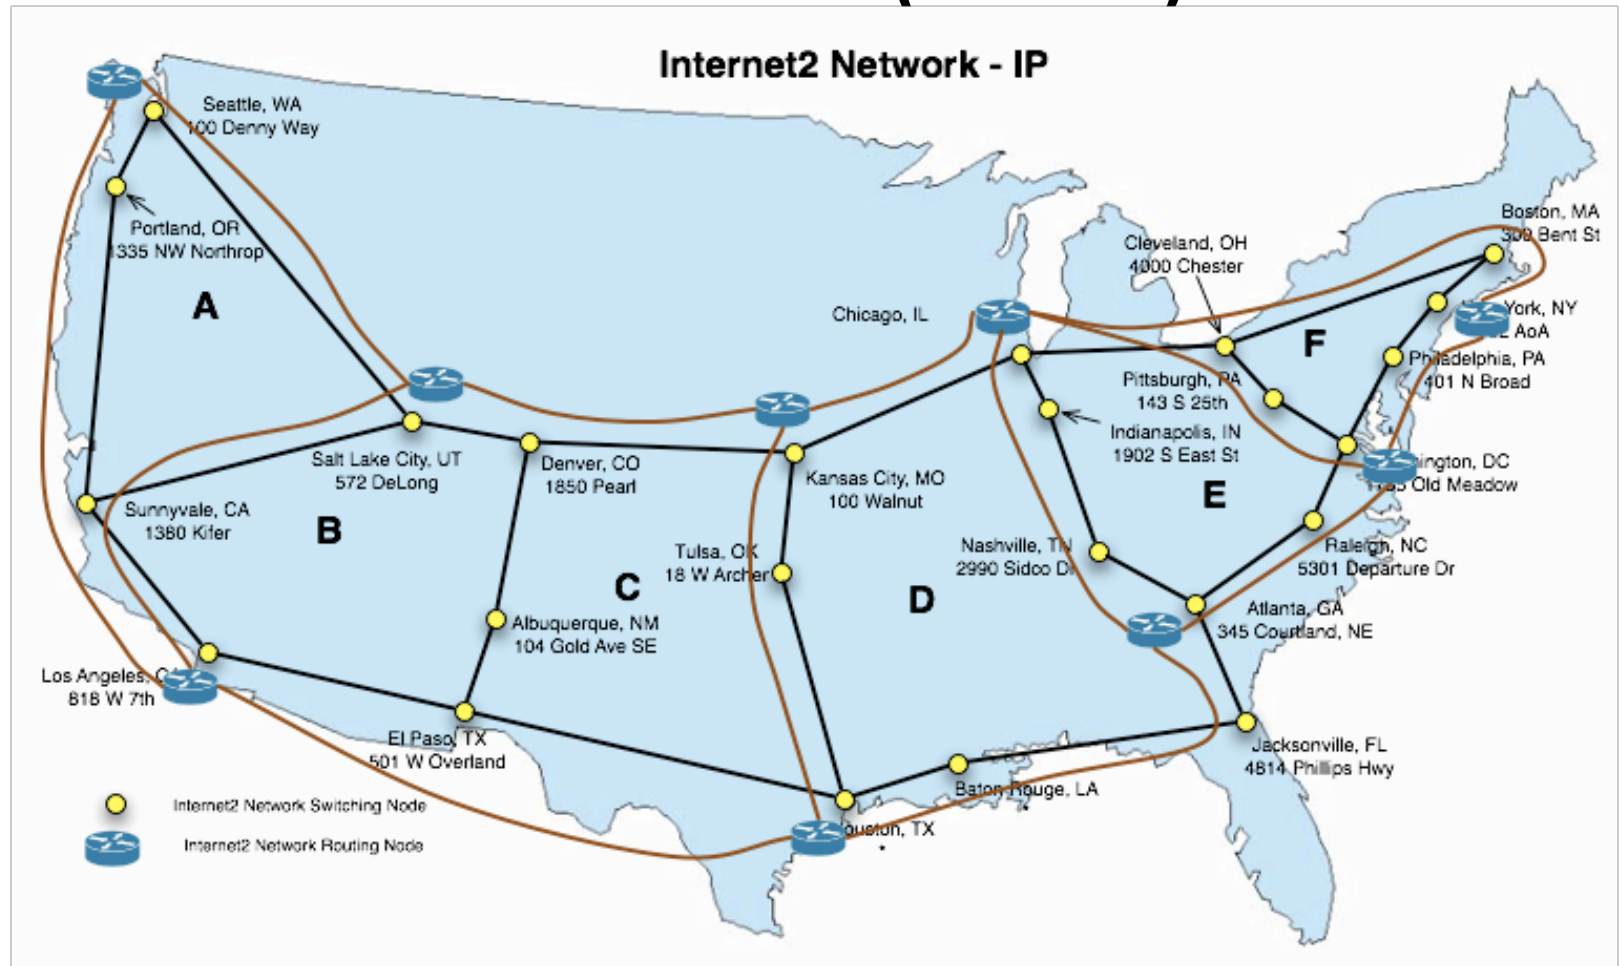 Internet2 Network - IP
Seattle, WA
100 Denny Way
Portland, OR
1335 NW Northrop
A
Boston, MA
300 Bent St
Cleveland, OH
4000 Chester
Chicago, IL
York, NY
AoA
F
Philadelphia, PA
401 N Broad
Pittsburgh, PA
143 S 25th
Indianapolis, IN
1902 S East St
Salt Lake City, UT
572 DeLong
Denver, CO
1850 Pearl
Kansas City, MO
100 Walnut
DC
Old Meadow
Sunnyvale, CA
1380 Kifer
B
E
Tulsa, OK
18 W Archer
Nashville, TN
2990 Sidco Dr
Raleigh, NC
5301 Departure Dr
C
D
Albuquerque, NM
104 Gold Ave SE
Atlanta, GA
345 Courtland, NE
Los Angeles, CA
818 W 7th
El Paso, TX
501 W Overland
Jacksonville, FL
4814 Phillips Hwy
Baton Rouge, LA
Internet2 Network Switching Node
TX
Internet2 Network Routing Node